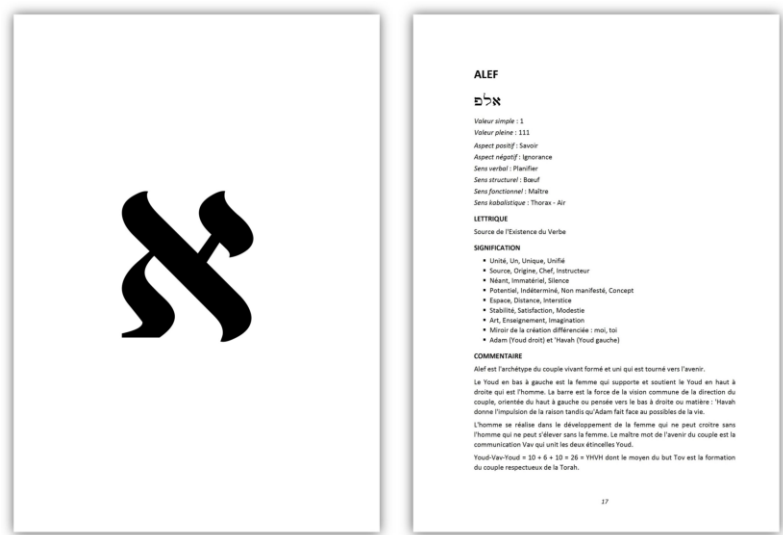 א
ALEF
אלפ
Valeur simple : 1
Valeur pleine : 111
Aspect positif : Savoir
Aspect négatif : Ignorance
Sens verbal : Planifier
Sens structurel : Bœuf
Sens fonctionnel : Maître
Sens kabalistique : Thorax - Air
LETTRIQUE
Source de l'Existence du Verbe
SIGNIFICATION
• Unité, Un, Unique, Unifié
• Source, Origine, Chef, Instructeur
• Néant, Immatériel, Silence
• Potentiel, Indéterminé, Non manifesté, Concept
• Espace, Distance, Interstice
• Stabilité, Satisfaction, Modestie
• Art, Enseignement, Imagination
• Miroir de la création différenciée : moi, toi
• Adam (Youd droit) et 'Havah (Youd gauche)
COMMENTAIRE
Alef est l'archétype du couple vivant formé et uni qui est tourné vers l'avenir.
Le Youd en bas à gauche est la femme qui supporte et soutient le Youd en haut à
droite qui est l'homme. La barre est la force de la vision commune de la direction du
couple, orientée du haut à gauche ou pensée vers le bas à droite ou matière : 'Havah
donne l'impulsion de la raison tandis qu'Adam fait face au possibles de la vie.
L'homme se réalise dans le développement de la femme qui ne peut croitre sans
l'homme qui ne peut s'élever sans la femme. Le maître mot de l'avenir du couple est la
communication Vav qui unit les deux étincelles Youd.
Youd-Vav-Youd = 10 + 6 + 10 = 26 = YHVH dont le moyen du but Tov est la formation
du couple respectueux de la Torah.
17